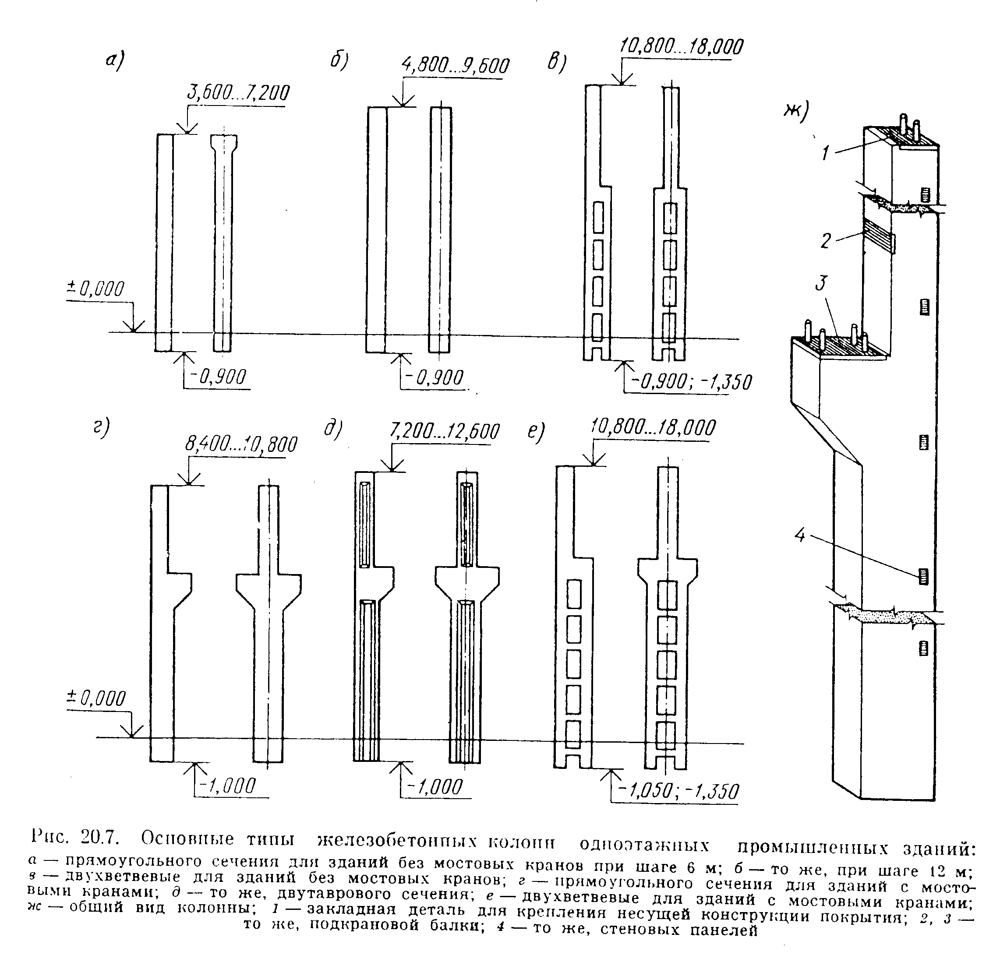 а)
3,600...7,200
±0,000
-0,900
б)
4,800...9,600
-0,900
в)
10,800...18,000
-0,900; -1,350
г)
8,400...10,800
±0,000
-1,000
д)
7,200...12,600
-1,000
е)
10,800...18,000
-1,050; -1,350
ж)
1
2
3
4
Рис. 20.7. Основные типы железобетонных колонн одноэтажных промышленных зданий:
а — прямоугольного сечения для зданий без мостовых кранов при шаге 6 м; б — то же, при шаге 12 м;
в — двухветвевые для зданий без мостовых кранов; г — прямоугольного сечения для зданий с мосто-
выми кранами; д — то же, двутаврового сечения; е — двухветвевые для зданий с мостовыми кранами;
ж — общий вид колонны; 1 — закладная деталь для крепления несущей конструкции покрытия; 2, 3 —
то же, подкрановой балки; 4 — то же, стеновых панелей